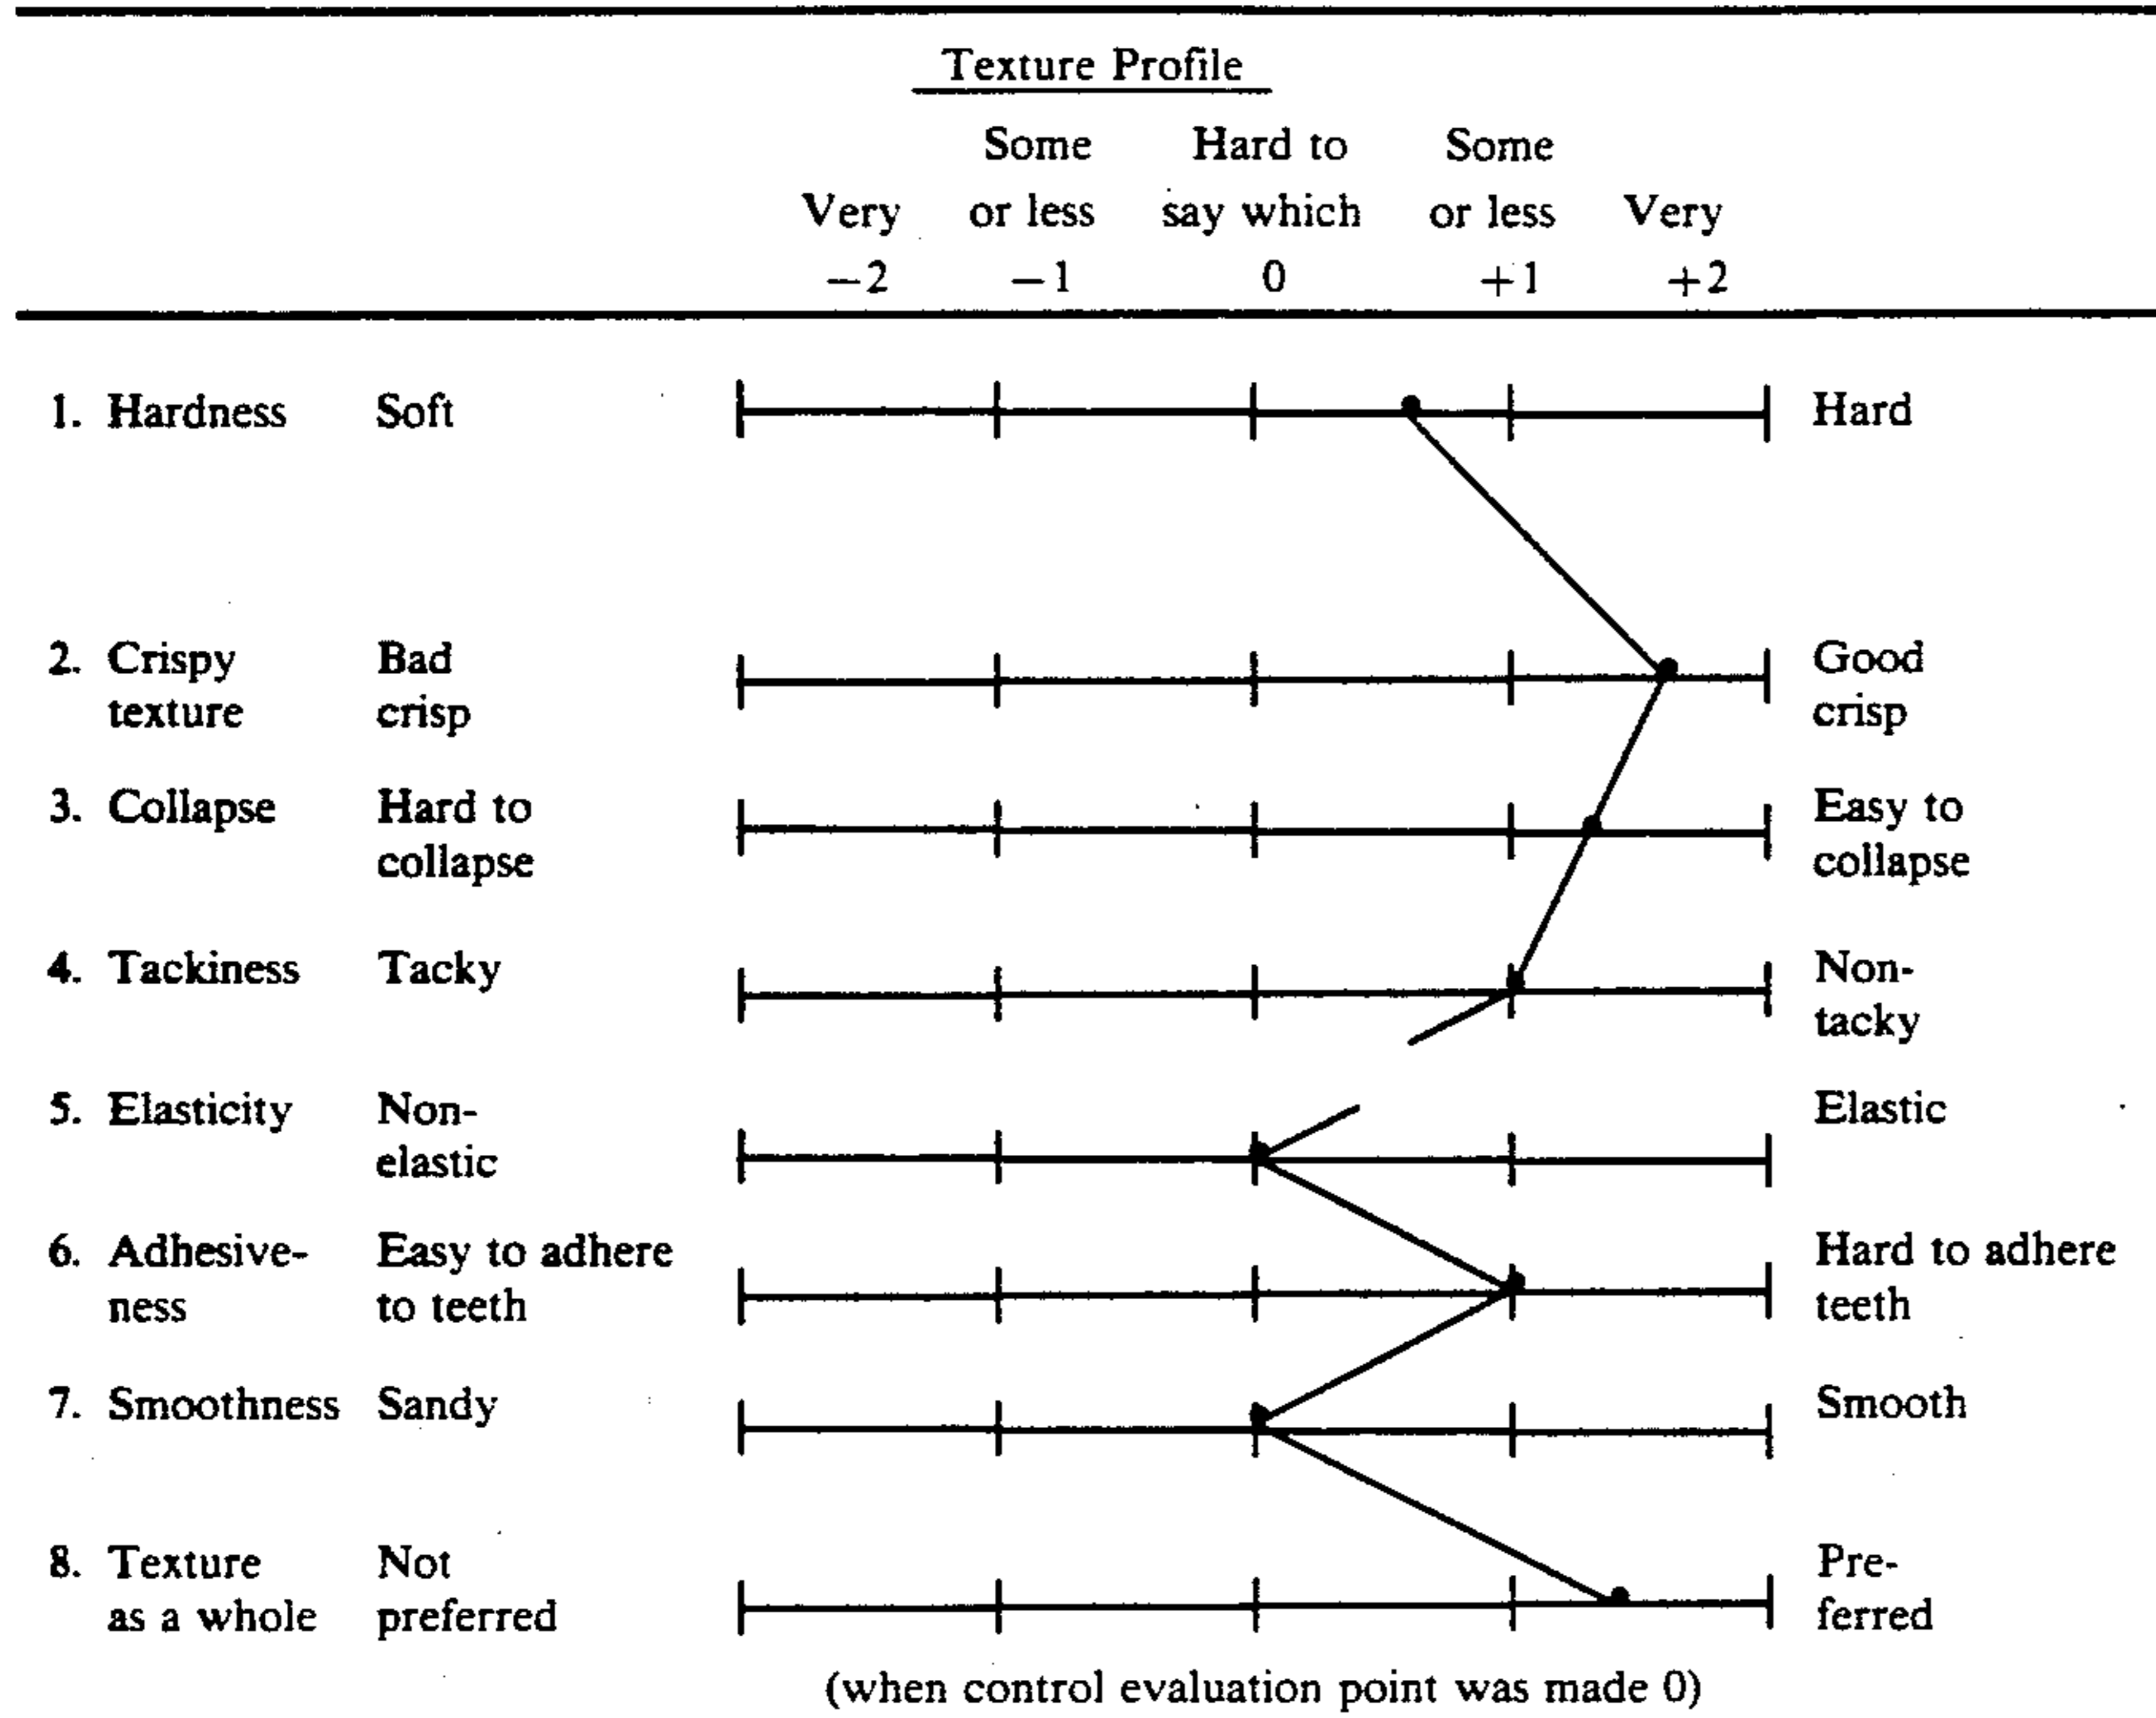 Texture Profile
Some Hard to Some
Very or less say which or less Very
−2 −1 0 +1 +2
1. Hardness Soft Hard
2. Crispy Bad Good
texture crisp crisp
3. Collapse Hard to Easy to
collapse collapse
4. Tackiness Tacky Non-
tacky
5. Elasticity Non- Elastic
elastic
6. Adhesive- Easy to adhere Hard to adhere
ness to teeth teeth
7. Smoothness Sandy Smooth
8. Texture Not Pre-
as a whole preferred ferred
(when control evaluation point was made 0)